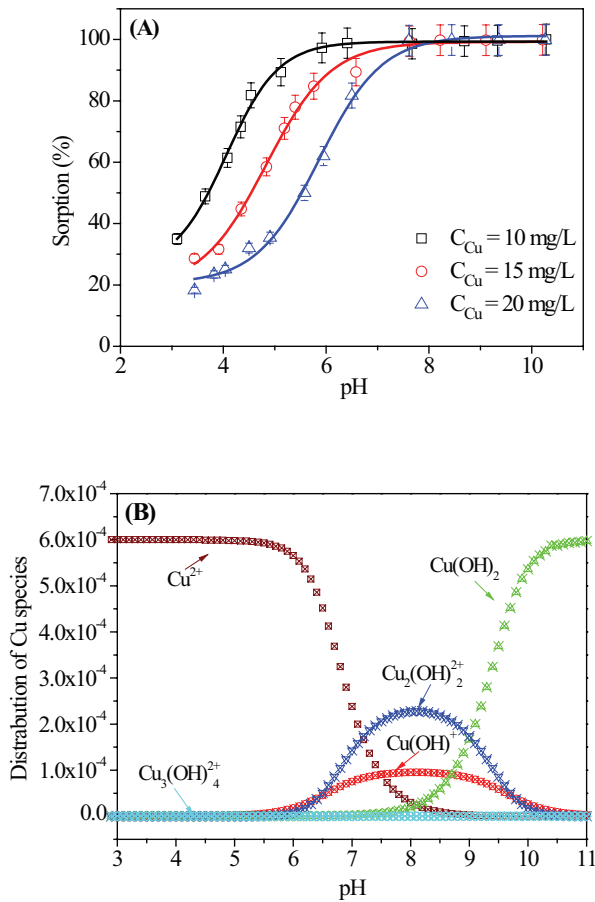 (A)
100
80
60
40
20
0
Sorption (%)
C_Cu = 10 mg/L
C_Cu = 15 mg/L
C_Cu = 20 mg/L
2 4 6 8 10
pH
(B)
7.0x10^-4
6.0x10^-4
5.0x10^-4
4.0x10^-4
3.0x10^-4
2.0x10^-4
1.0x10^-4
0.0
Distrabution of Cu species
Cu^2+
Cu(OH)_2
Cu_2(OH)_2^2+
Cu(OH)^+
Cu_3(OH)_4^2+
3 4 5 6 7 8 9 10 11
pH